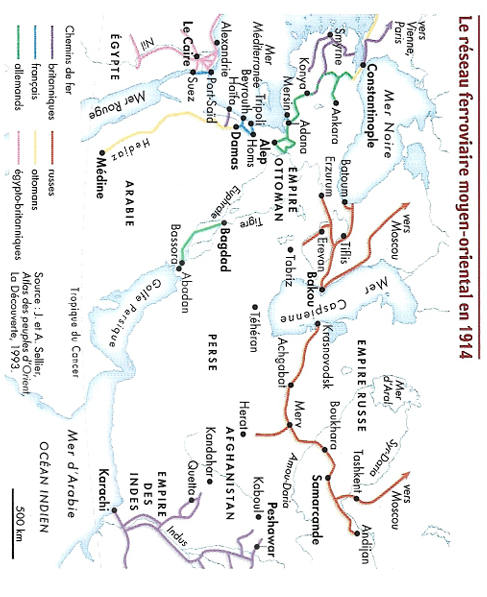 Le réseau ferroviaire moyen-oriental en 1914
vers
Vienne,
Paris
Constantinople
Smyrne
Mer Noire
Ankara
Konya
Mersin
Adana
Alep
EMPIRE
OTTOMAN
Batoum
Erzurum
Tiflis
Erevan
Bakou
Tabriz
vers
Moscou
Mer
Caspienne
Krasnovodsk
Achgabat
EMPIRE RUSSE
Mer
d'Aral
Syr-Daria
Tashkent
vers
Moscou
Andijan
Samarcande
Boukhara
Merv
Amou-Daria
Herat
AFGHANISTAN
Kandahar
Kaboul
Peshawar
Quetta
EMPIRE
DES
INDES
Indus
Karachi
Téhéran
PERSE
Mer
Méditerranée
Tripoli
Homs
Beyrouth
Damas
Haïfa
Alexandrie
Port-Saïd
Le Caire
Suez
Nil
ÉGYPTE
Mer Rouge
Hedjaz
Médine
ARABIE
Euphrate
Tigre
Bagdad
Bassora
Abadan
Golfe Persique
Tropique du Cancer
Mer d'Arabie
OCÉAN INDIEN
500 km
Chemins de fer
britanniques
russes
français
ottomans
allemands
égypto-britanniques
Source : J. et A. Sellier,
Atlas des peuples d'Orient,
La Découverte, 1993.